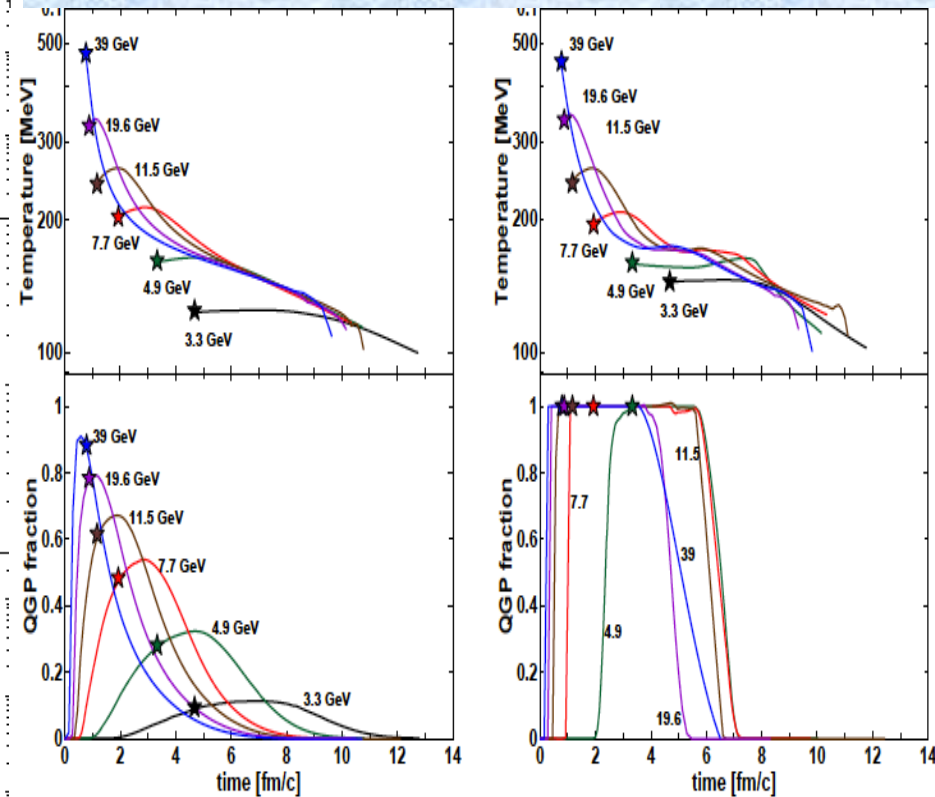 0.1
500
300
200
100
Temperature [MeV]
39 GeV
19.6 GeV
11.5 GeV
7.7 GeV
4.9 GeV
3.3 GeV
0.1
500
300
200
100
Temperature [MeV]
39 GeV
19.6 GeV
11.5 GeV
7.7 GeV
4.9 GeV
3.3 GeV
1
0.8
0.6
0.4
0.2
0
QGP fraction
39 GeV
19.6 GeV
11.5 GeV
7.7 GeV
4.9 GeV
3.3 GeV
0 2 4 6 8 10 12 14
time [fm/c]
1
0.8
0.6
0.4
0.2
0
QGP fraction
11.5
7.7
39
4.9
19.6
0 2 4 6 8 10 12 14
time [fm/c]